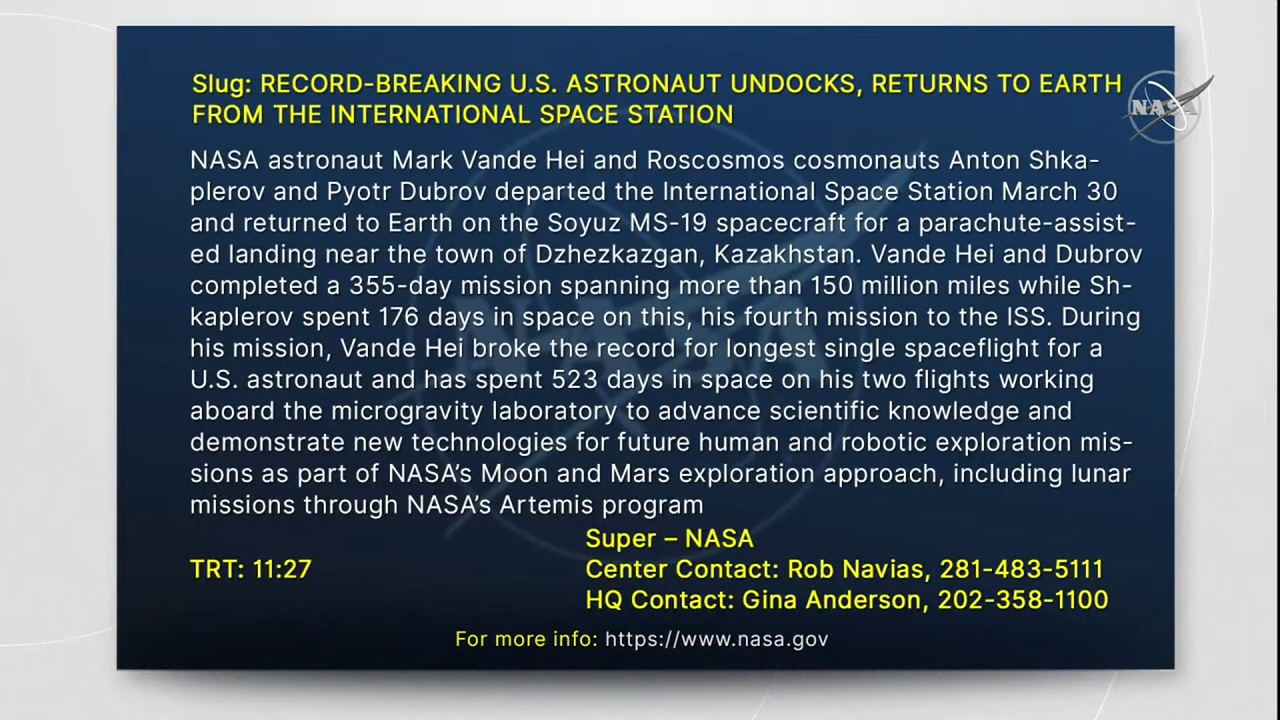 Slug: RECORD-BREAKING U.S. ASTRONAUT UNDOCKS, RETURNS TO EARTH
FROM THE INTERNATIONAL SPACE STATION
NASA
NASA astronaut Mark Vande Hei and Roscosmos cosmonauts Anton Shka-
plerov and Pyotr Dubrov departed the International Space Station March 30
and returned to Earth on the Soyuz MS-19 spacecraft for a parachute-assist-
ed landing near the town of Dzhezkazgan, Kazakhstan. Vande Hei and Dubrov
completed a 355-day mission spanning more than 150 million miles while Sh-
kaplerov spent 176 days in space on this, his fourth mission to the ISS. During
his mission, Vande Hei broke the record for longest single spaceflight for a
U.S. astronaut and has spent 523 days in space on his two flights working
aboard the microgravity laboratory to advance scientific knowledge and
demonstrate new technologies for future human and robotic exploration mis-
sions as part of NASA's Moon and Mars exploration approach, including lunar
missions through NASA's Artemis program
Super – NASA
TRT: 11:27
Center Contact: Rob Navias, 281-483-5111
HQ Contact: Gina Anderson, 202-358-1100
For more info: https://www.nasa.gov